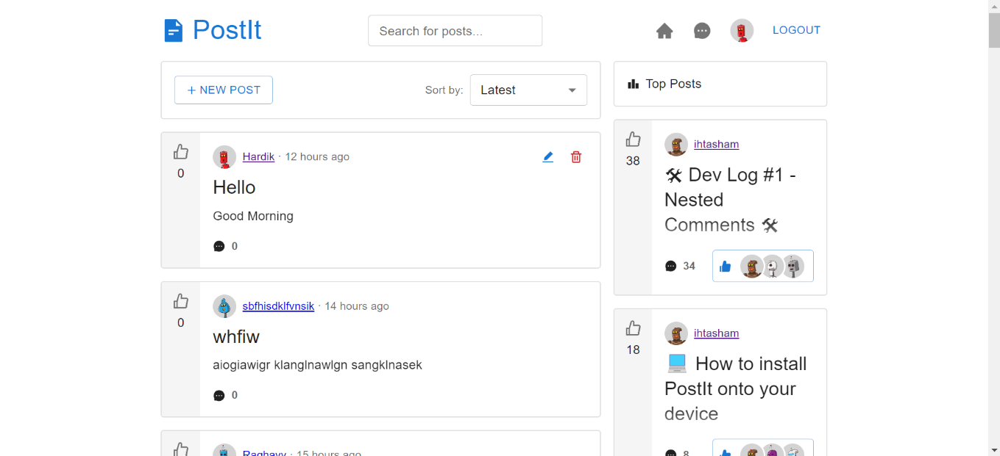 PostIt
Search for posts...
LOGOUT
+ NEW POST
Sort by:
Latest
Hardik · 12 hours ago
0
Hello
Good Morning
0
sbfhisdklfvnsik · 14 hours ago
0
whfiw
aiogiawigr klanglnawlgn sangklnasek
0
Raghavv · 15 hours ago
Top Posts
ihtasham
38
🛠 Dev Log #1 -
Nested
Comments 🛠
34
ihtasham
18
💻 How to install
PostIt onto your
device
8